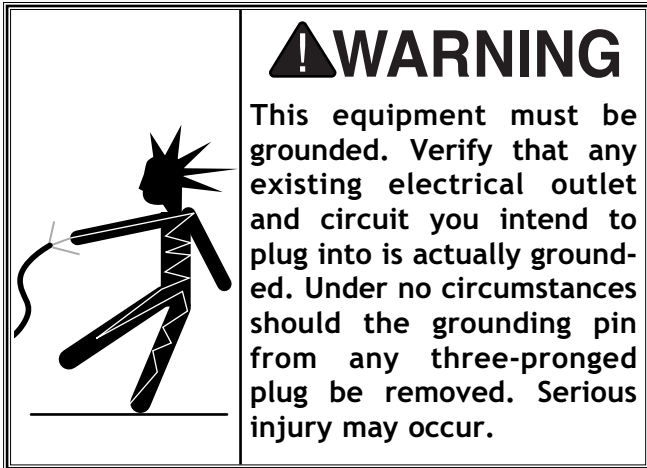 WARNING
This equipment must be
grounded. Verify that any
existing electrical outlet
and circuit you intend to
plug into is actually ground-
ed. Under no circumstances
should the grounding pin
from any three-pronged
plug be removed. Serious
injury may occur.